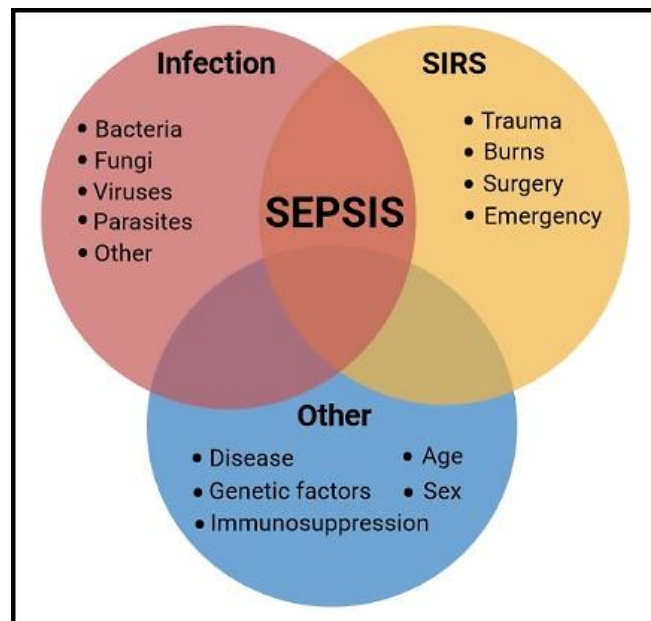 Infection
• Bacteria
• Fungi
• Viruses
• Parasites
• Other
SIRS
• Trauma
• Burns
• Surgery
• Emergency
SEPSIS
Other
• Disease
• Genetic factors
• Immunosuppression
• Age
• Sex